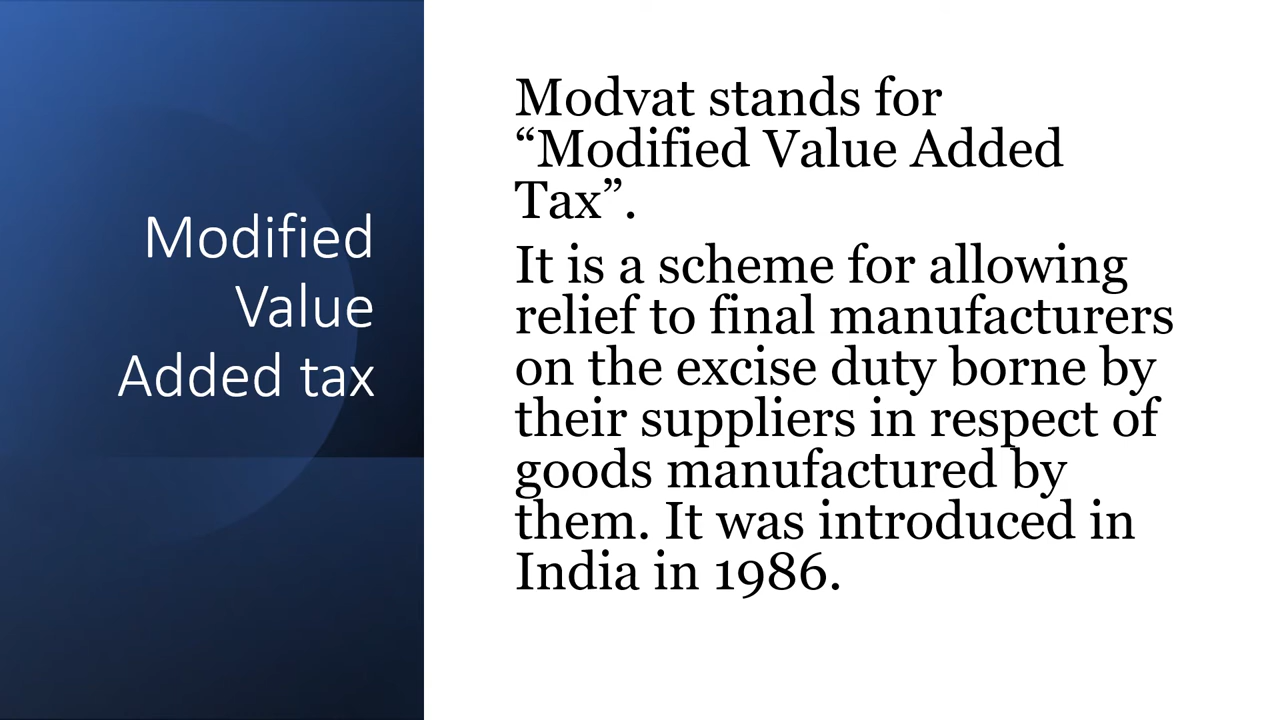 Modified
Value
Added tax
Modvat stands for
“Modified Value Added
Tax”.
It is a scheme for allowing
relief to final manufacturers
on the excise duty borne by
their suppliers in respect of
goods manufactured by
them. It was introduced in
India in 1986.